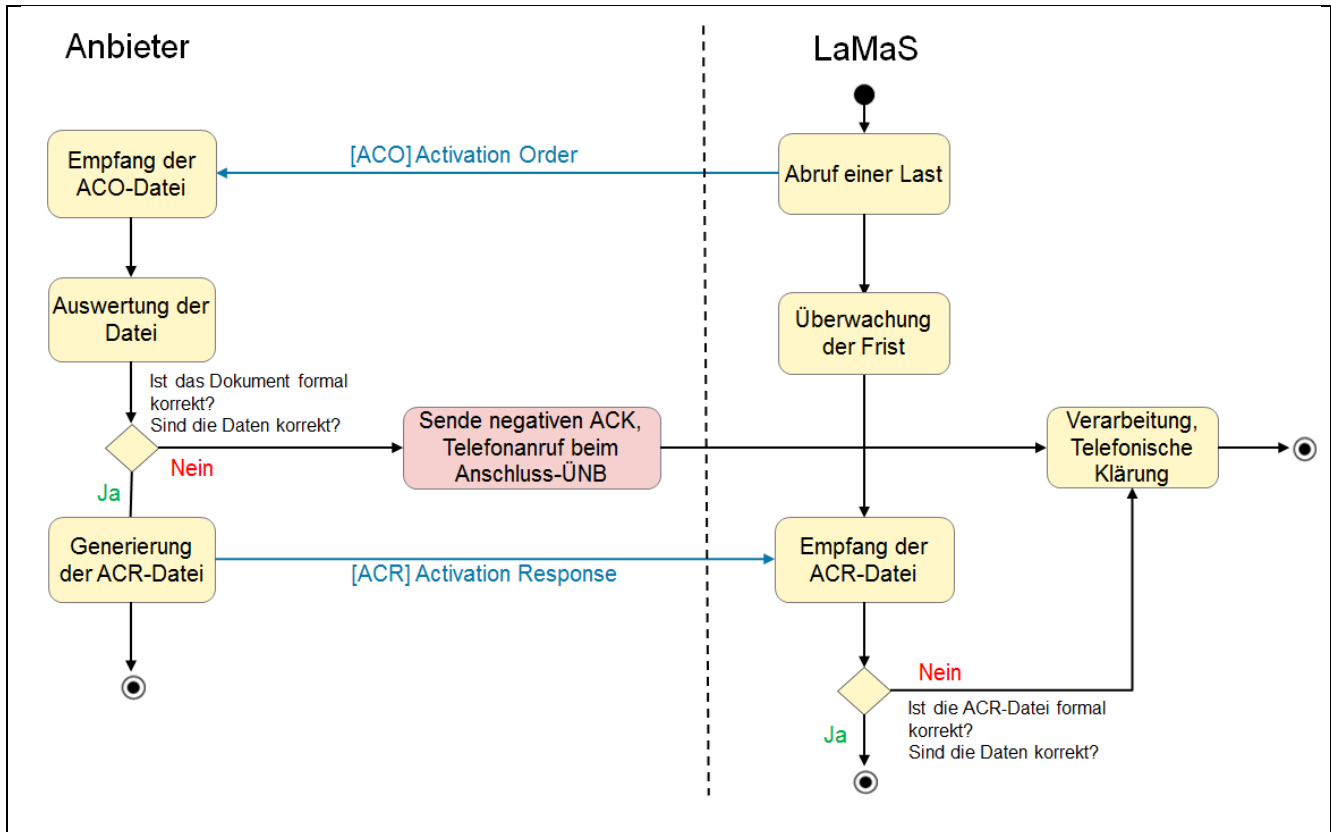 Anbieter
LaMaS
Empfang der
ACO-Datei
[ACO] Activation Order
Abruf einer Last
Auswertung der
Datei
Überwachung
der Frist
Ist das Dokument formal
korrekt?
Sind die Daten korrekt?
Nein
Ja
Sende negativen ACK,
Telefonanruf beim
Anschluss-ÜNB
Verarbeitung,
Telefonische
Klärung
Generierung
der ACR-Datei
[ACR] Activation Response
Empfang der
ACR-Datei
Nein
Ist die ACR-Datei formal
korrekt?
Sind die Daten korrekt?
Ja